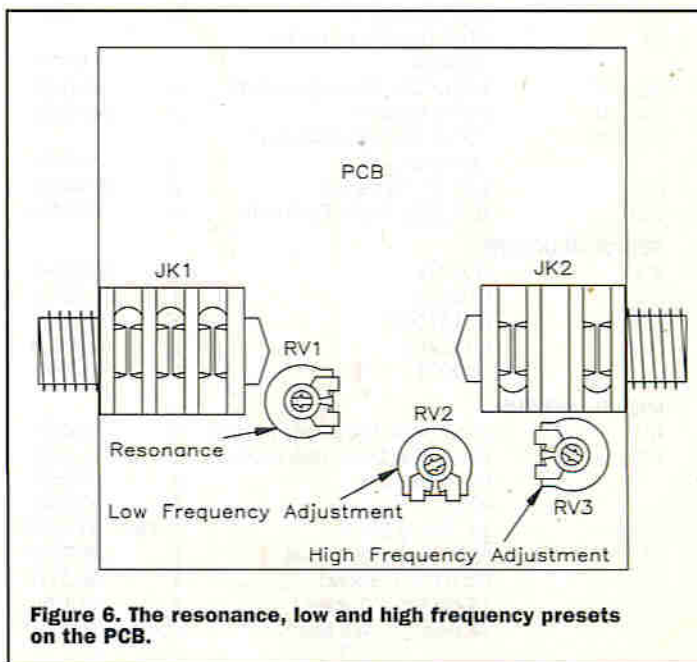 PCB
JK1
JK2
RV1
RV2
Resonance
Low Frequency Adjustment
RV3
High Frequency Adjustment
Figure 6. The resonance, low and high frequency presets
on the PCB.